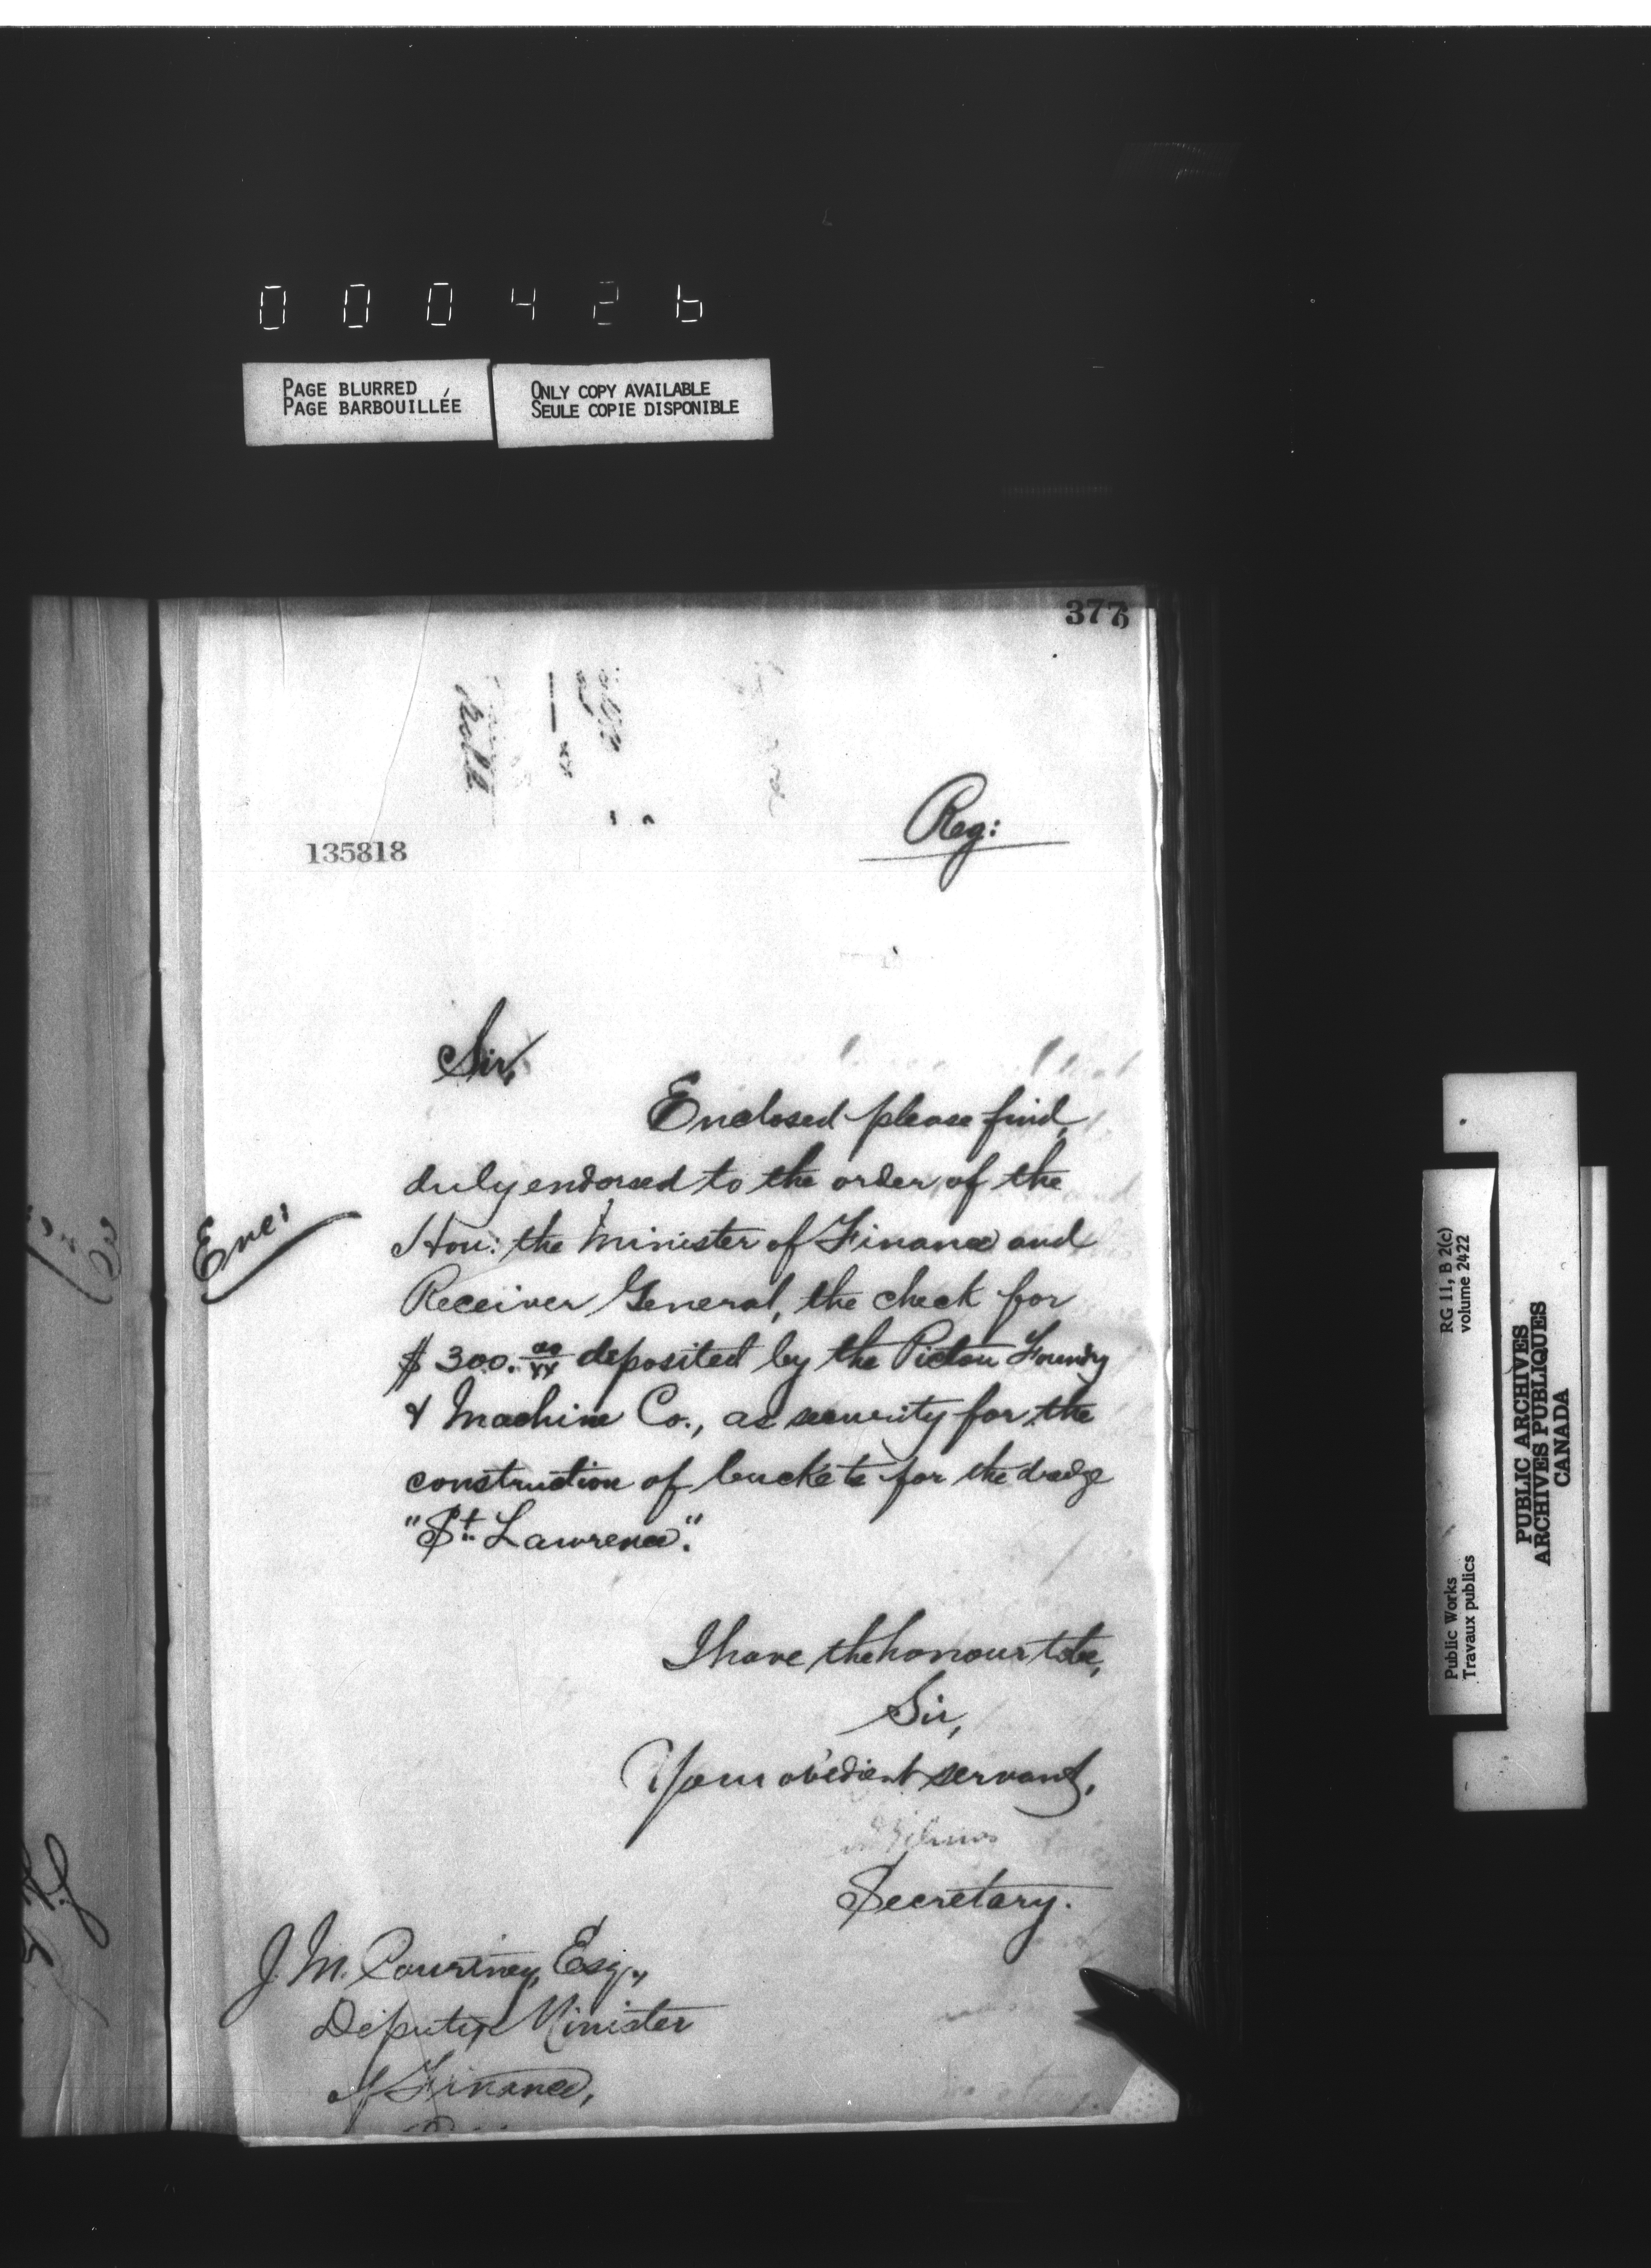 000426
PAGE BLURRED
PAGE BARBOUILLÉE
ONLY COPY AVAILABLE
SEULE COPIE DISPONIBLE
377
135818
Reg:
Sir,
Enclosed please find,
duly endorsed to the order of the
Enc:
Hon: the Minister of Finance and
Receiver General, the check for
$300.00/xx deposited by the Pictou Foundry
& Machine Co., as security for the
construction of buckets for the dredge
"St. Lawrence".
I have the honour to be,
Sir,
Your obedient servant,
Secretary.
J. M. Courtney, Esq.,
Deputy Minister
of Finance,
RG 11, B 2(c)
volume 2422
Public Works
Travaux publics
PUBLIC ARCHIVES
ARCHIVES PUBLIQUES
CANADA